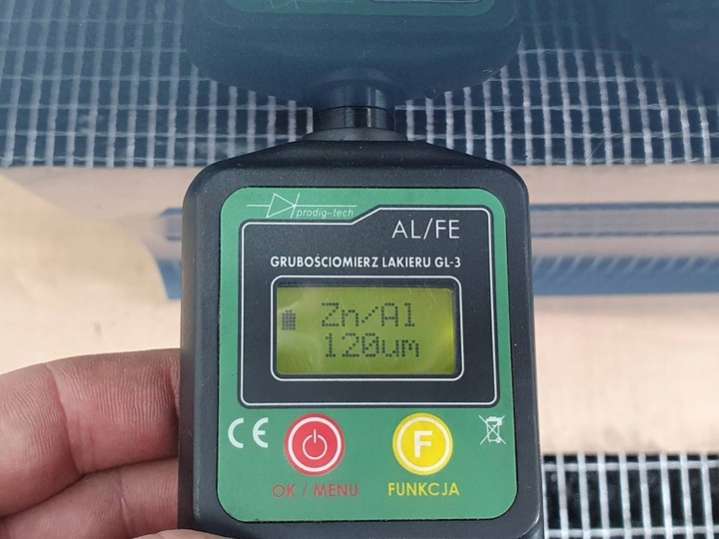 prodig-tech
AL/FE
GRUBOŚCIOMIERZ LAKIERU GL-3
Zn/Al
120um
CE
F
OK / MENU
FUNKCJA